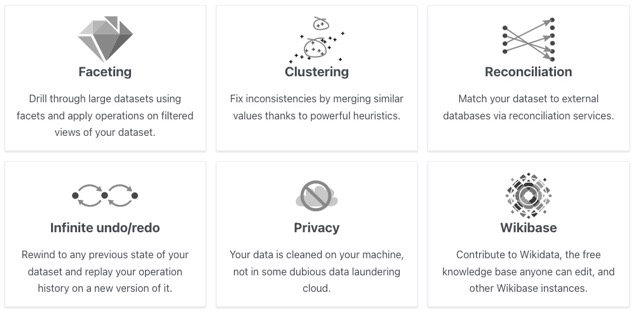 Faceting
Drill through large datasets using
facets and apply operations on filtered
views of your dataset.
Clustering
Fix inconsistencies by merging similar
values thanks to powerful heuristics.
Reconciliation
Match your dataset to external
databases via reconciliation services.
Infinite undo/redo
Rewind to any previous state of your
dataset and replay your operation
history on a new version of it.
Privacy
Your data is cleaned on your machine,
not in some dubious data laundering
cloud.
Wikibase
Contribute to Wikidata, the free
knowledge base anyone can edit, and
other Wikibase instances.